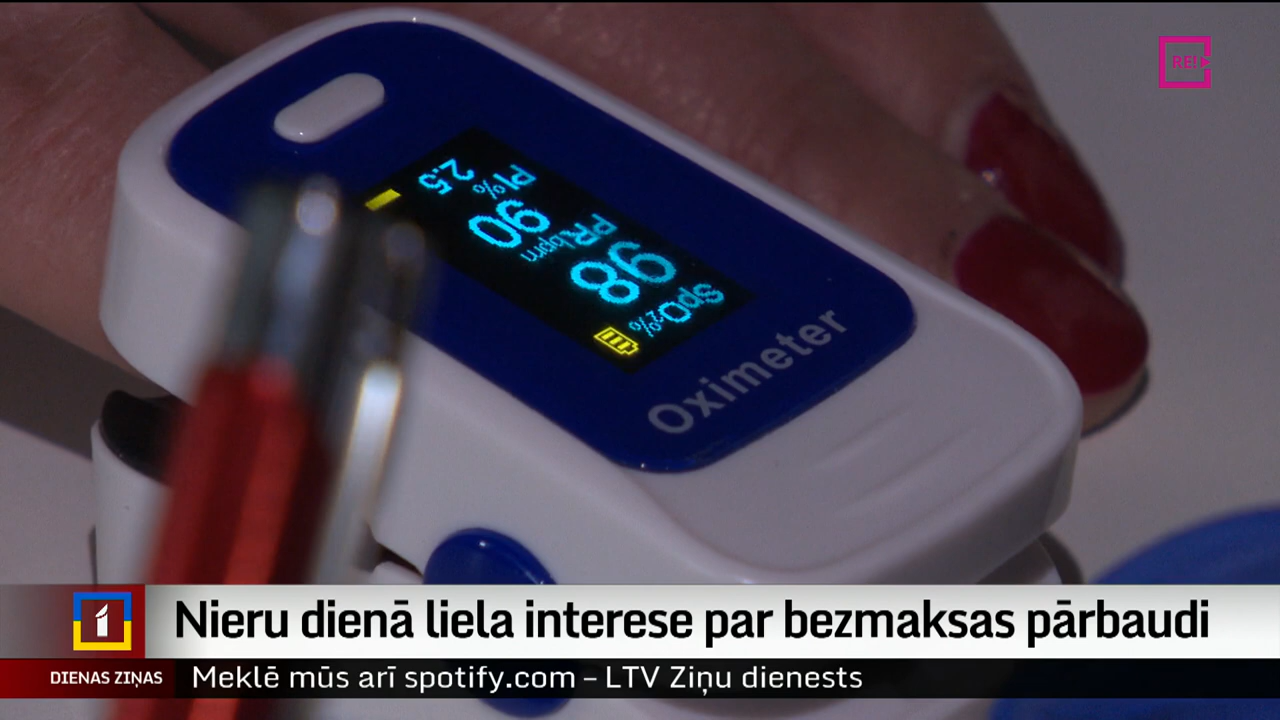 RE!
2.5
PI%
90
PRbpm
98
SpO₂%
Oximeter
1
Nieru dienā liela interese par bezmaksas pārbaudi
DIENAS ZIŅAS
Meklē mūs arī spotify.com – LTV Ziņu dienests